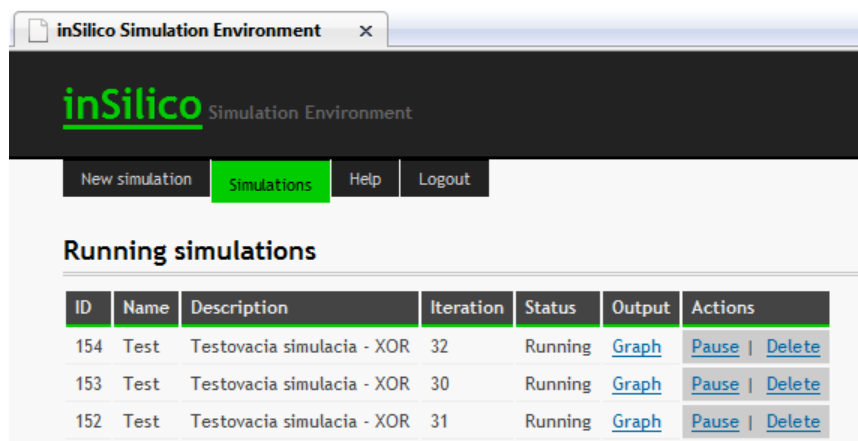 inSilico Simulation Environment x
inSilico Simulation Environment
New simulation Simulations Help Logout
Running simulations
ID Name Description Iteration Status Output Actions
154 Test Testovacia simulacia - XOR 32 Running Graph Pause | Delete
153 Test Testovacia simulacia - XOR 30 Running Graph Pause | Delete
152 Test Testovacia simulacia - XOR 31 Running Graph Pause | Delete